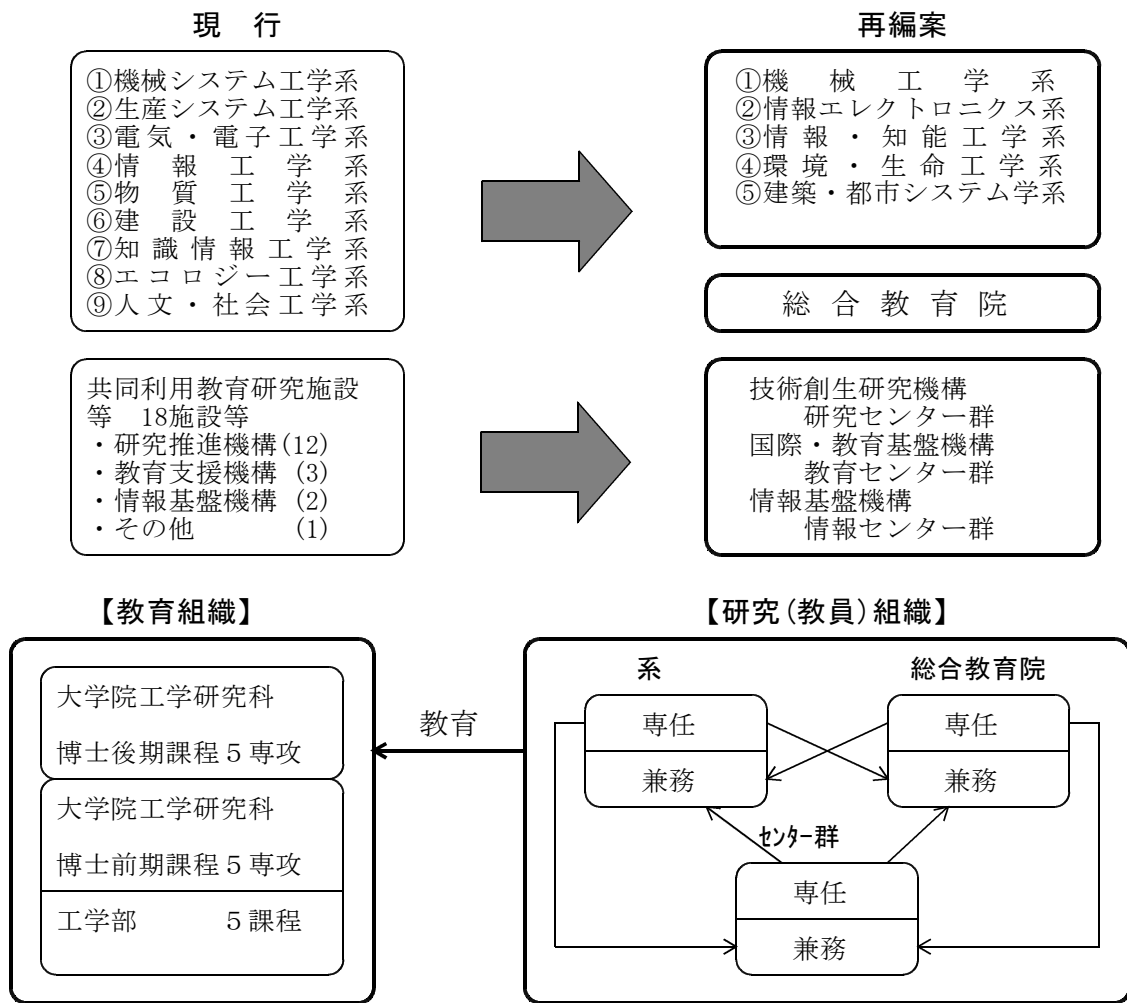 現 行
①機械システム工学系
②生産システム工学系
③電気・電子工学系
④情報工学系
⑤物質工学系
⑥建設工学系
⑦知識情報工学系
⑧エコロジー工学系
⑨人文・社会工学系
再編案
①機械工学系
②情報エレクトロニクス系
③情報・知能工学系
④環境・生命工学系
⑤建築・都市システム学系
総合教育院
共同利用教育研究施設
等 18施設等
・研究推進機構(12)
・教育支援機構 (3)
・情報基盤機構 (2)
・その他 (1)
技術創生研究機構
研究センター群
国際・教育基盤機構
教育センター群
情報基盤機構
情報センター群
【教育組織】
大学院工学研究科
博士後期課程5専攻
大学院工学研究科
博士前期課程5専攻
工学部 5課程
教育
【研究(教員)組織】
系
専任
兼務
総合教育院
専任
兼務
センター群
専任
兼務